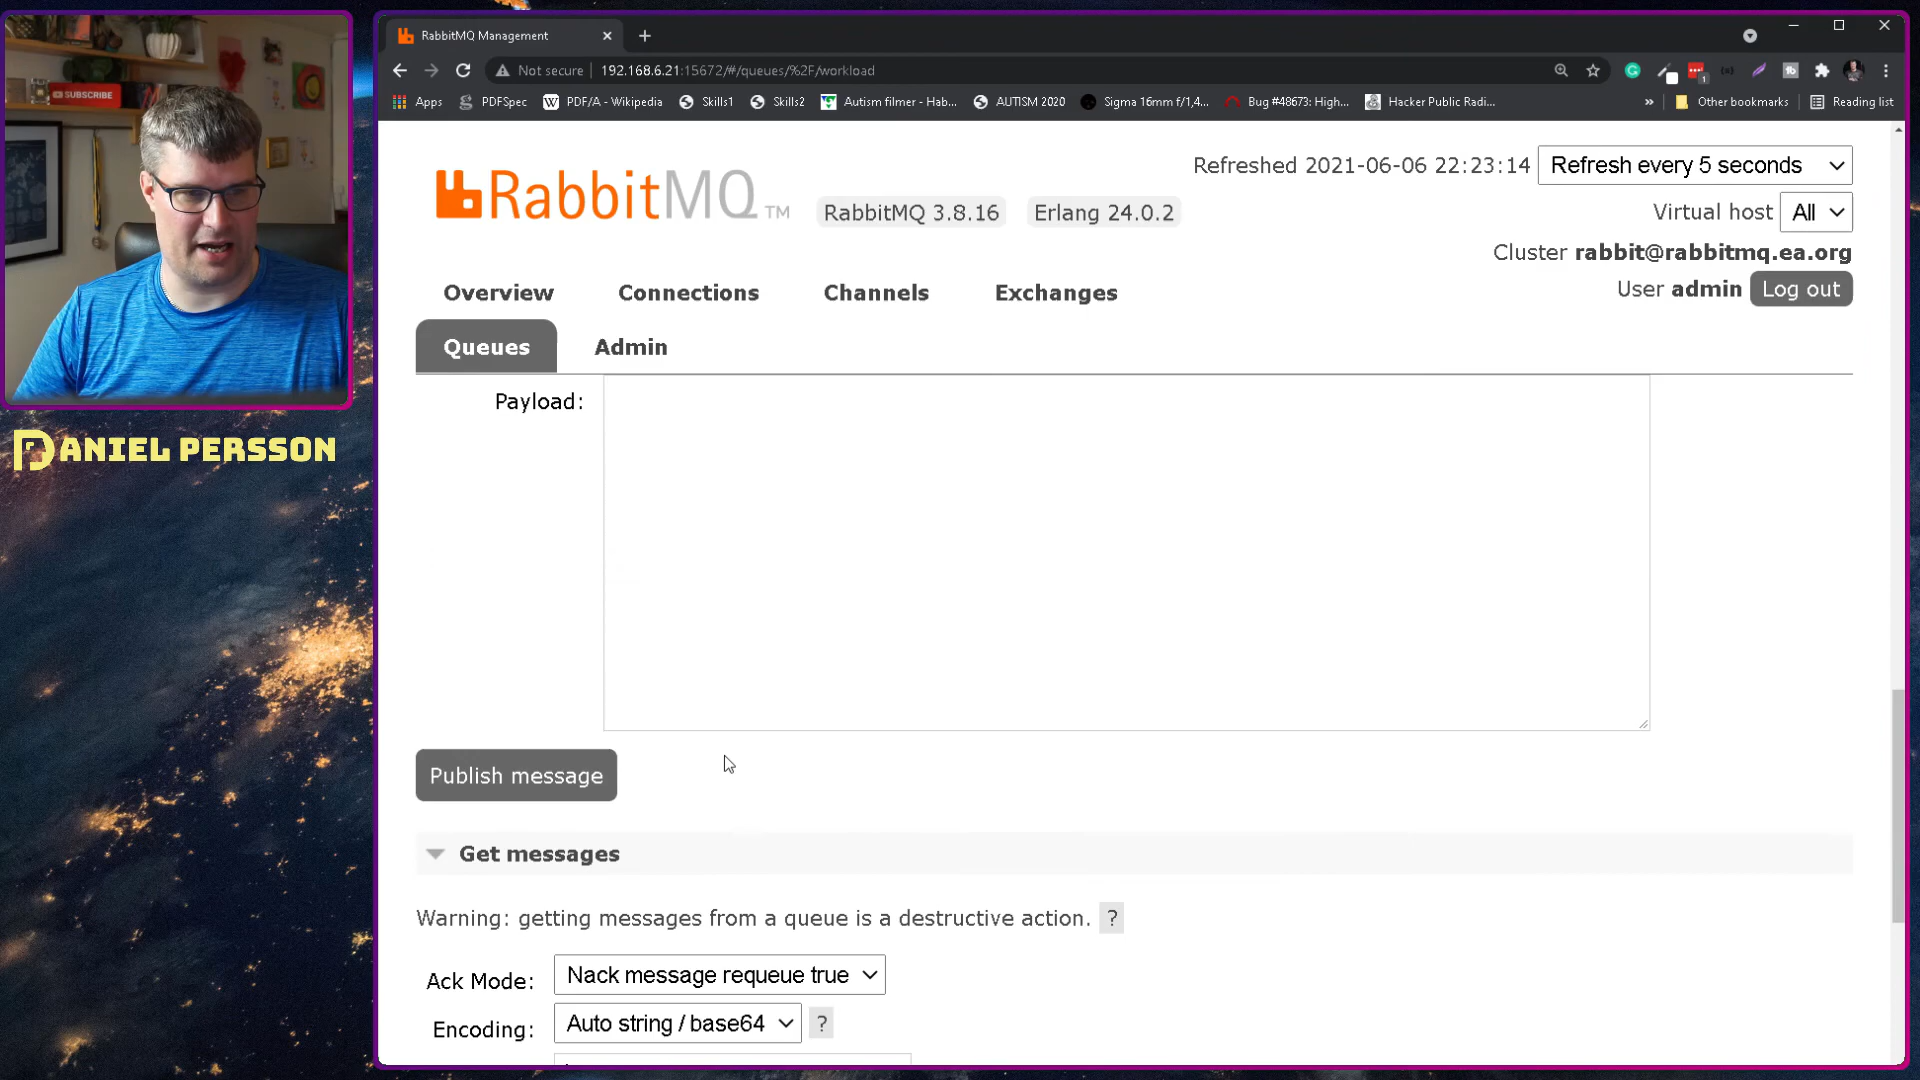 SUBSCRIBE
DANIEL PERSSON
RabbitMQ Management
Not secure
192.168.6.21:15672/#/queues/%2F/workload
Apps
PDFSpec
PDF/A - Wikipedia
Skills1
Skills2
Autism filmer - Hab...
AUTISM 2020
Sigma 16mm f/1,4...
Bug #48673: High...
Hacker Public Radi...
»
Other bookmarks
Reading list
RabbitMQ TM
RabbitMQ 3.8.16
Erlang 24.0.2
Refreshed 2021-06-06 22:23:14
Refresh every 5 seconds
Virtual host All
Cluster rabbit@rabbitmq.ea.org
User admin Log out
Overview
Connections
Channels
Exchanges
Queues
Admin
Payload:
Publish message
Get messages
Warning: getting messages from a queue is a destructive action. ?
Ack Mode: Nack message requeue true
Encoding: Auto string / base64 ?